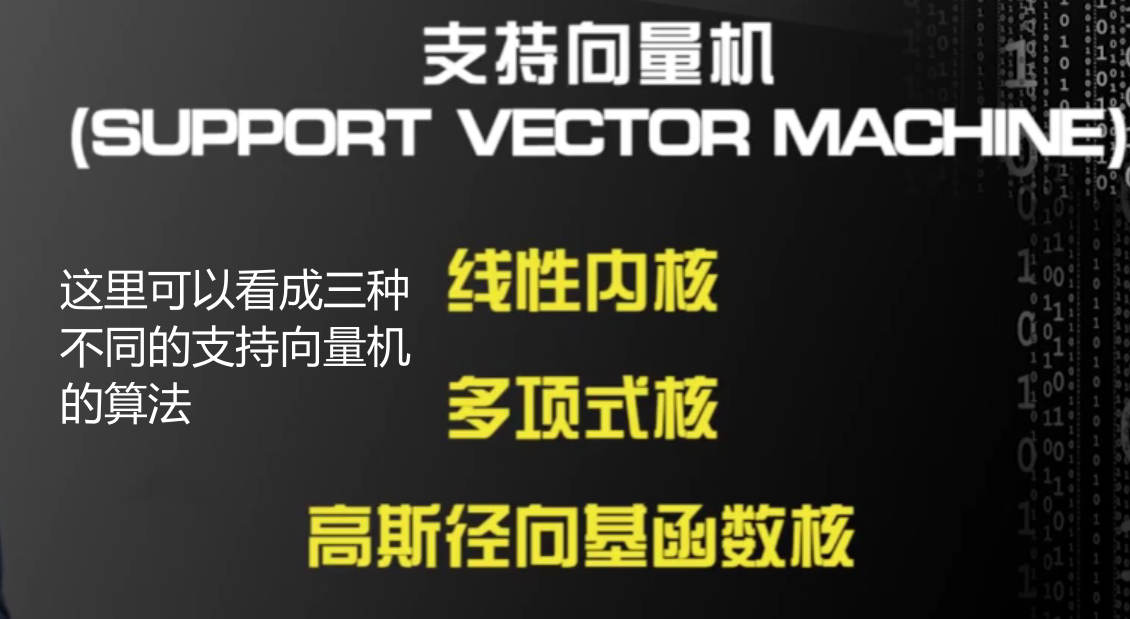 支持向量机
(SUPPORT VECTOR MACHINE)
这里可以看成三种
不同的支持向量机
的算法
线性内核
多项式核
高斯径向基函数核